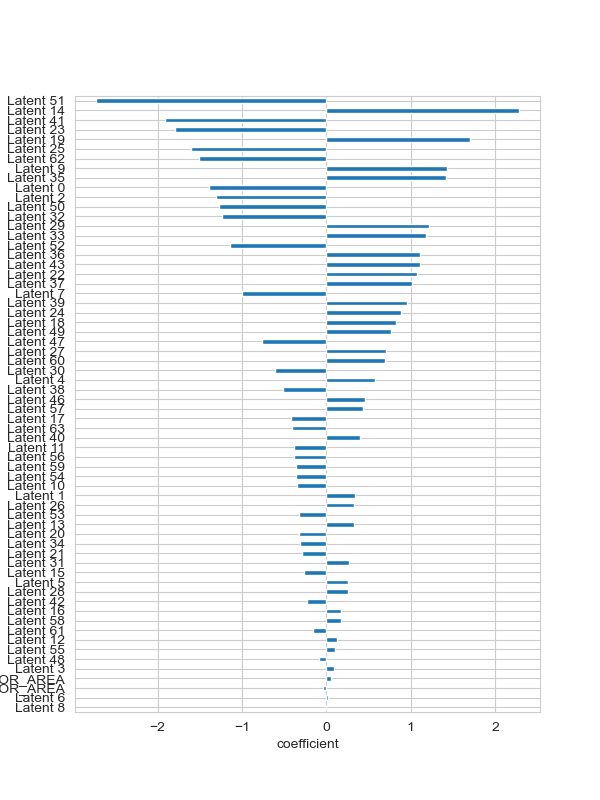 Latent 51
Latent 14
Latent 41
Latent 23
Latent 19
Latent 25
Latent 62
Latent 9
Latent 35
Latent 0
Latent 2
Latent 50
Latent 32
Latent 29
Latent 33
Latent 52
Latent 36
Latent 43
Latent 22
Latent 37
Latent 7
Latent 39
Latent 24
Latent 18
Latent 49
Latent 47
Latent 27
Latent 60
Latent 30
Latent 4
Latent 38
Latent 46
Latent 57
Latent 17
Latent 63
Latent 40
Latent 11
Latent 56
Latent 59
Latent 54
Latent 10
Latent 1
Latent 26
Latent 53
Latent 13
Latent 20
Latent 34
Latent 21
Latent 31
Latent 15
Latent 5
Latent 28
Latent 42
Latent 16
Latent 58
Latent 61
Latent 12
Latent 55
Latent 48
Latent 3
OR_AREA
OR_AREA
Latent 6
Latent 8
−2 −1 0 1 2
coefficient